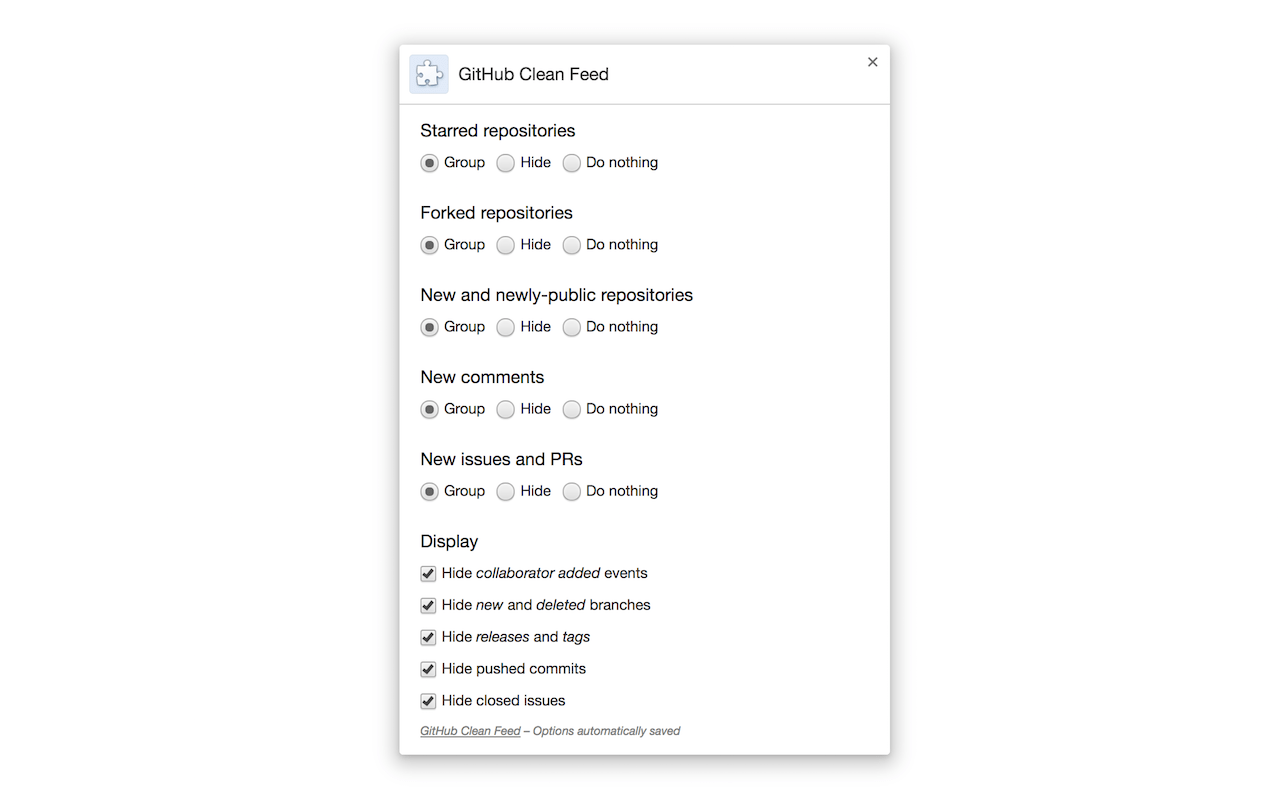 GitHub Clean Feed
Starred repositories
Group Hide Do nothing
Forked repositories
Group Hide Do nothing
New and newly-public repositories
Group Hide Do nothing
New comments
Group Hide Do nothing
New issues and PRs
Group Hide Do nothing
Display
Hide collaborator added events
Hide new and deleted branches
Hide releases and tags
Hide pushed commits
Hide closed issues
GitHub Clean Feed – Options automatically saved